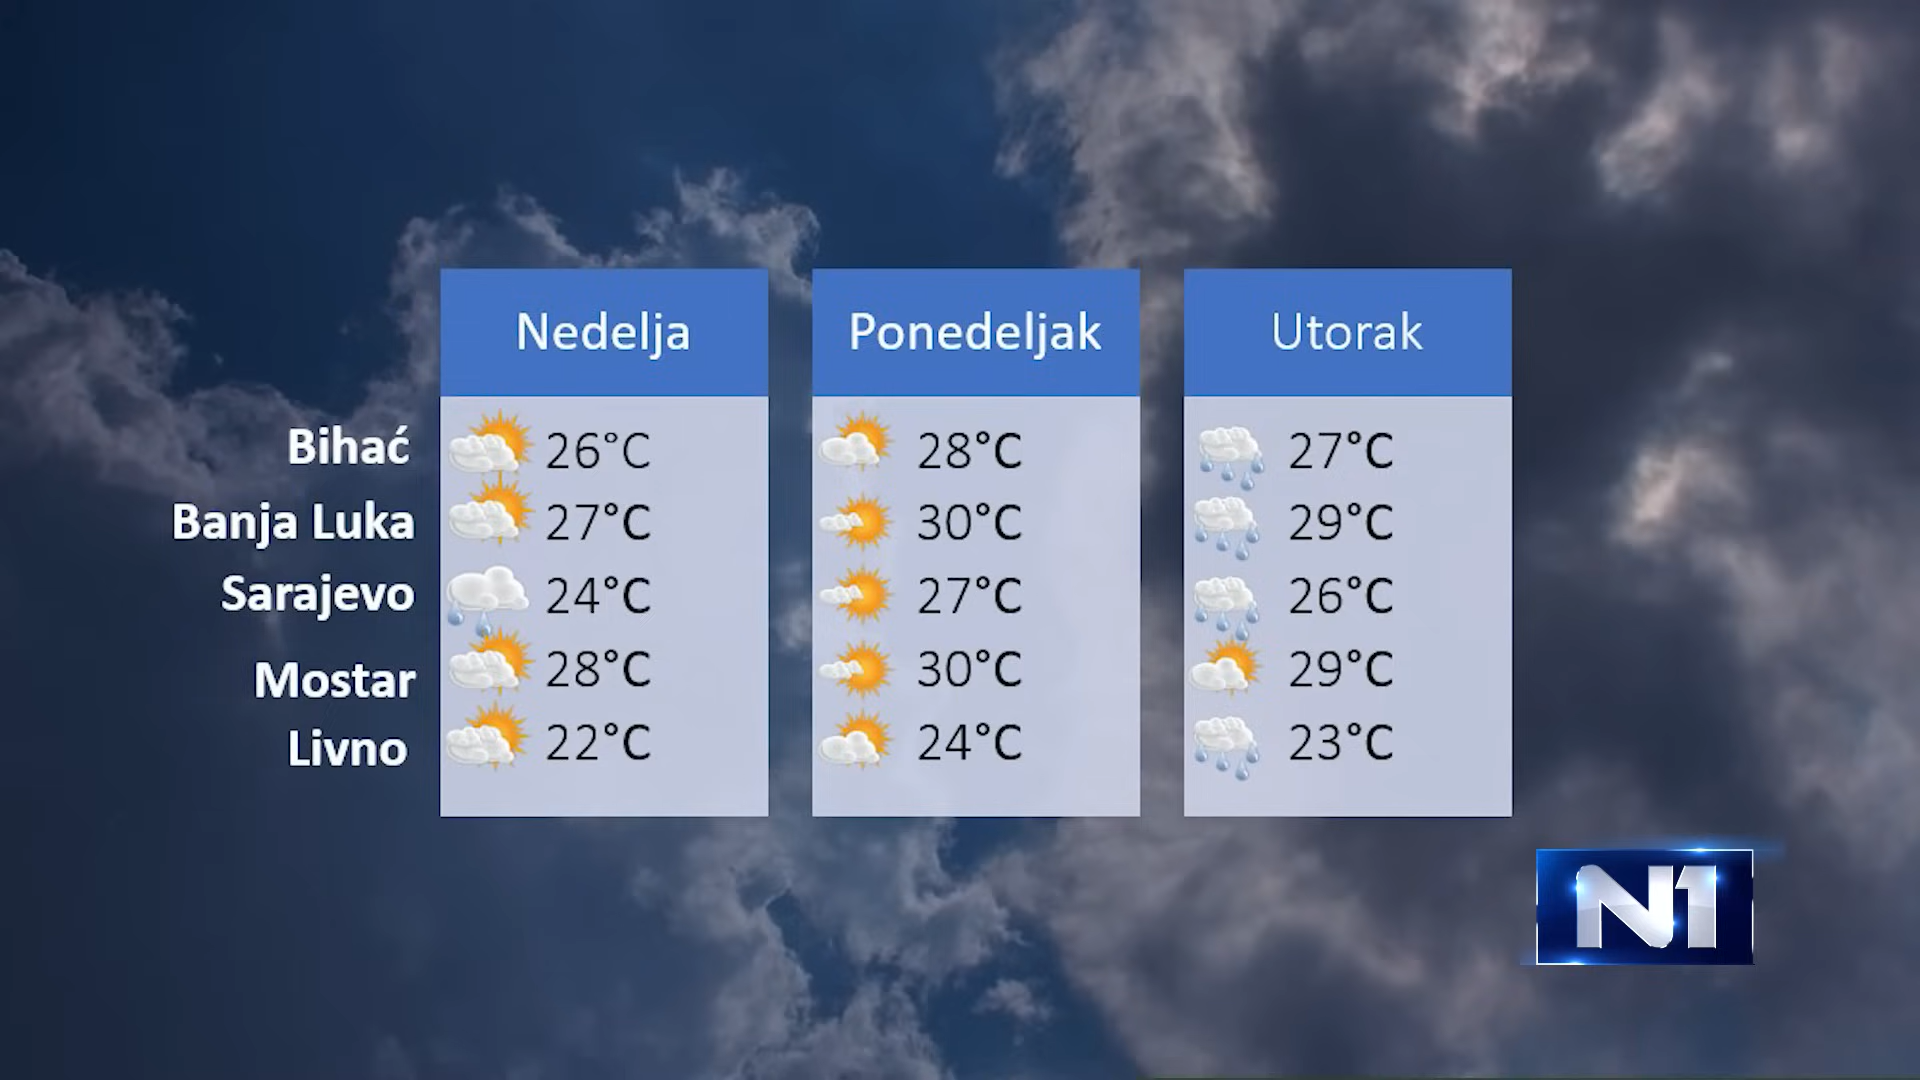 Nedelja Ponedeljak Utorak
Bihać 26°C 28°C 27°C
Banja Luka 27°C 30°C 29°C
Sarajevo 24°C 27°C 26°C
Mostar 28°C 30°C 29°C
Livno 22°C 24°C 23°C
N1